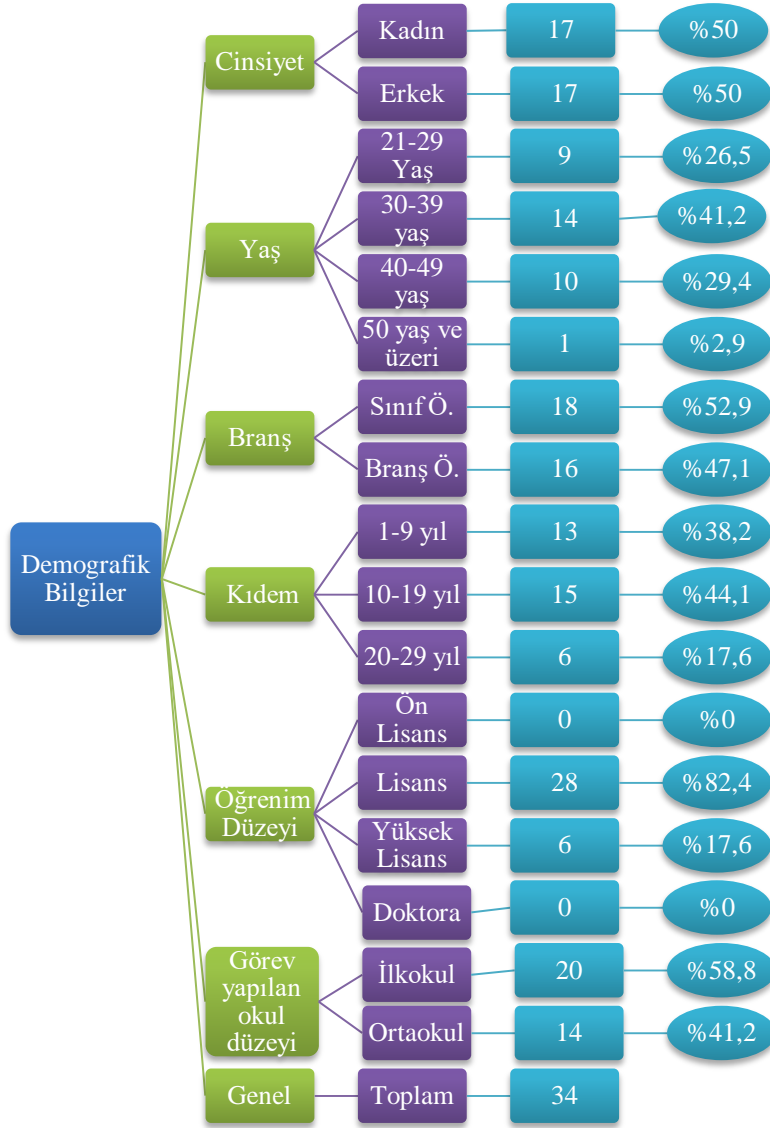 Demografik
Bilgiler
Cinsiyet
Kadın
17
%50
Erkek
17
%50
Yaş
21-29
Yaş
9
%26,5
30-39
yaş
14
%41,2
40-49
yaş
10
%29,4
50 yaş ve
üzeri
1
%2,9
Branş
Sınıf Ö.
18
%52,9
Branş Ö.
16
%47,1
Kıdem
1-9 yıl
13
%38,2
10-19 yıl
15
%44,1
20-29 yıl
6
%17,6
Öğrenim
Düzeyi
Ön
Lisans
0
%0
Lisans
28
%82,4
Yüksek
Lisans
6
%17,6
Doktora
0
%0
Görev
yapılan
okul
düzeyi
İlkokul
20
%58,8
Ortaokul
14
%41,2
Genel
Toplam
34